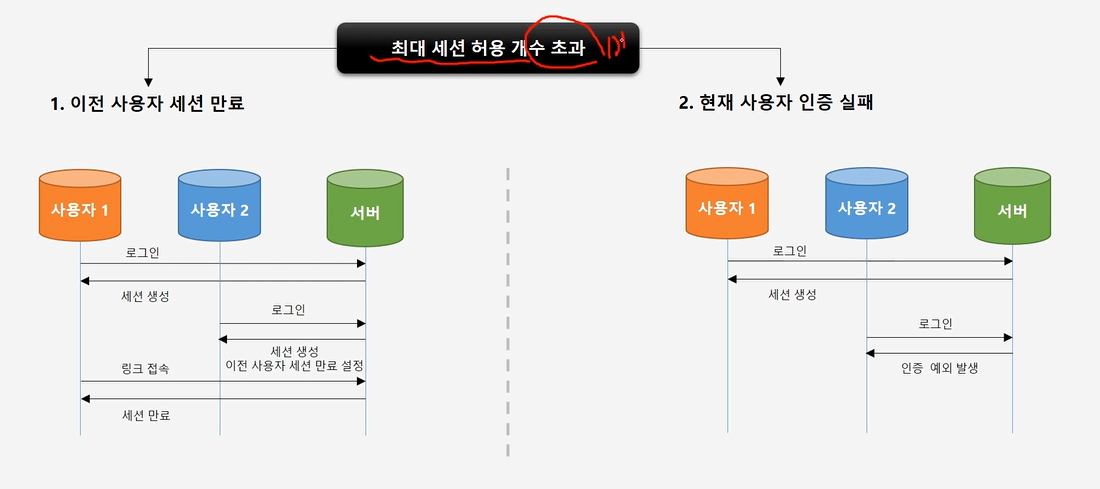 최대 세션 허용 개수 초과
1. 이전 사용자 세션 만료
사용자 1
사용자 2
서버
로그인
세션 생성
로그인
세션 생성
이전 사용자 세션 만료 설정
링크 접속
세션 만료
2. 현재 사용자 인증 실패
사용자 1
사용자 2
서버
로그인
세션 생성
로그인
인증 예외 발생